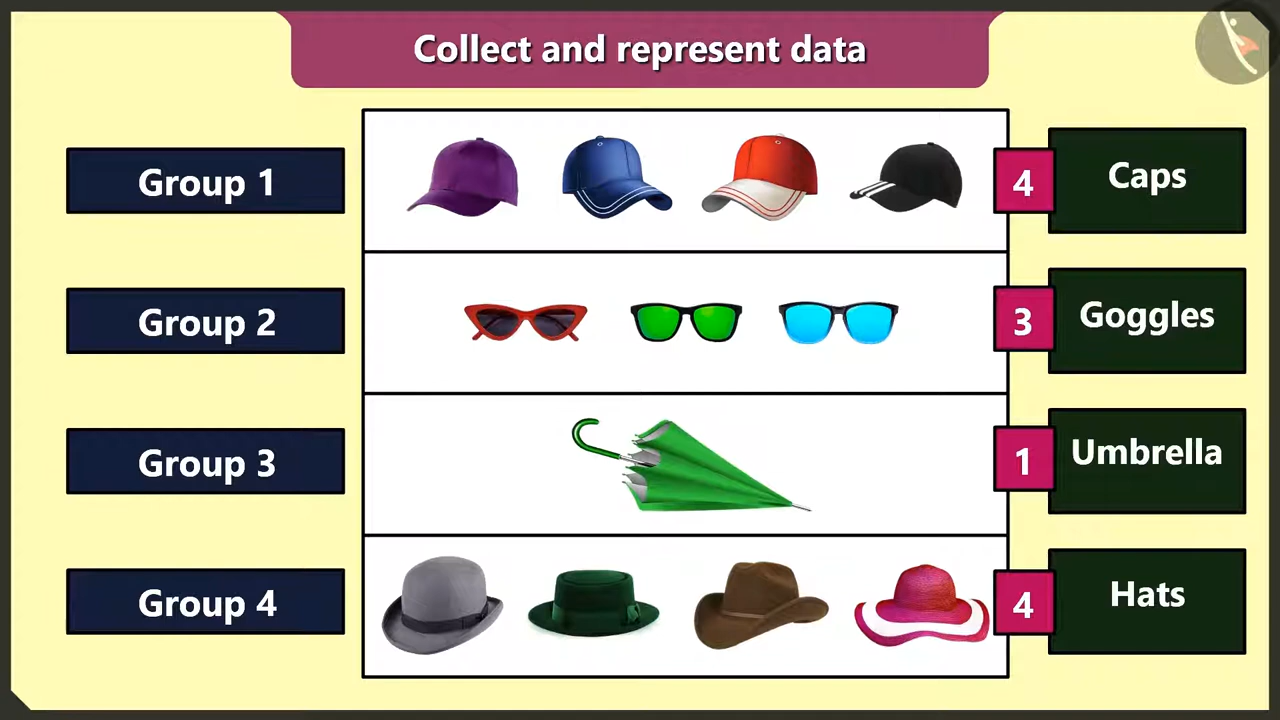 Collect and represent data
Group 1
4
Caps
Group 2
3
Goggles
Group 3
1
Umbrella
Group 4
4
Hats